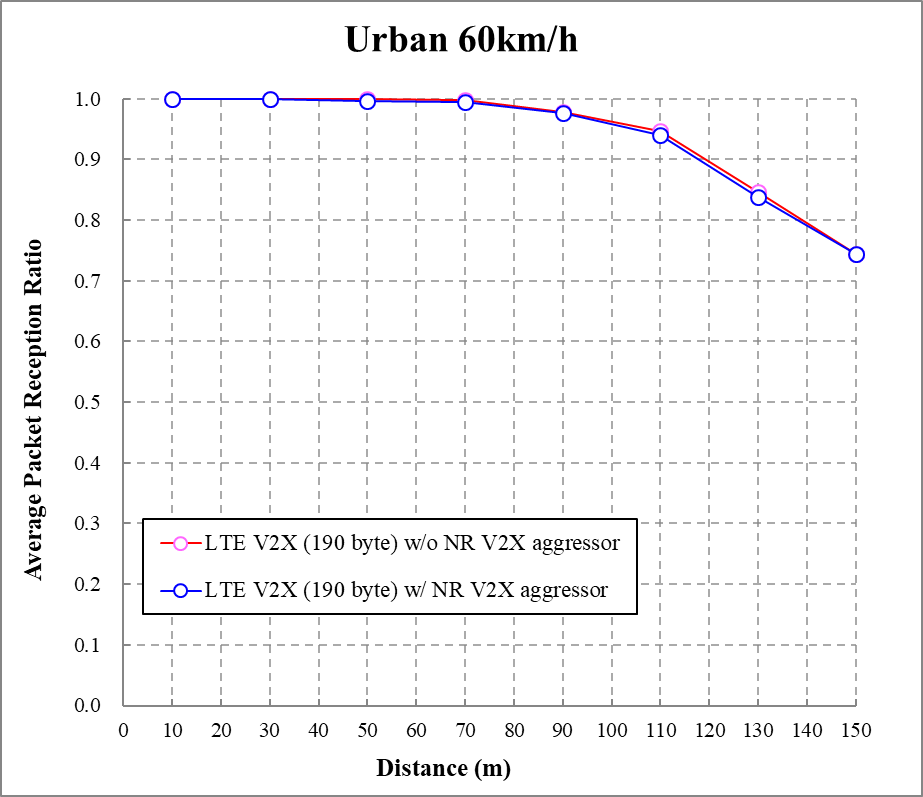 Urban 60km/h
1.0
0.9
0.8
0.7
0.6
0.5
0.4
0.3
0.2
0.1
0.0
Average Packet Reception Ratio
LTE V2X (190 byte) w/o NR V2X aggressor
LTE V2X (190 byte) w/ NR V2X aggressor
0 10 20 30 40 50 60 70 80 90 100 110 120 130 140 150
Distance (m)